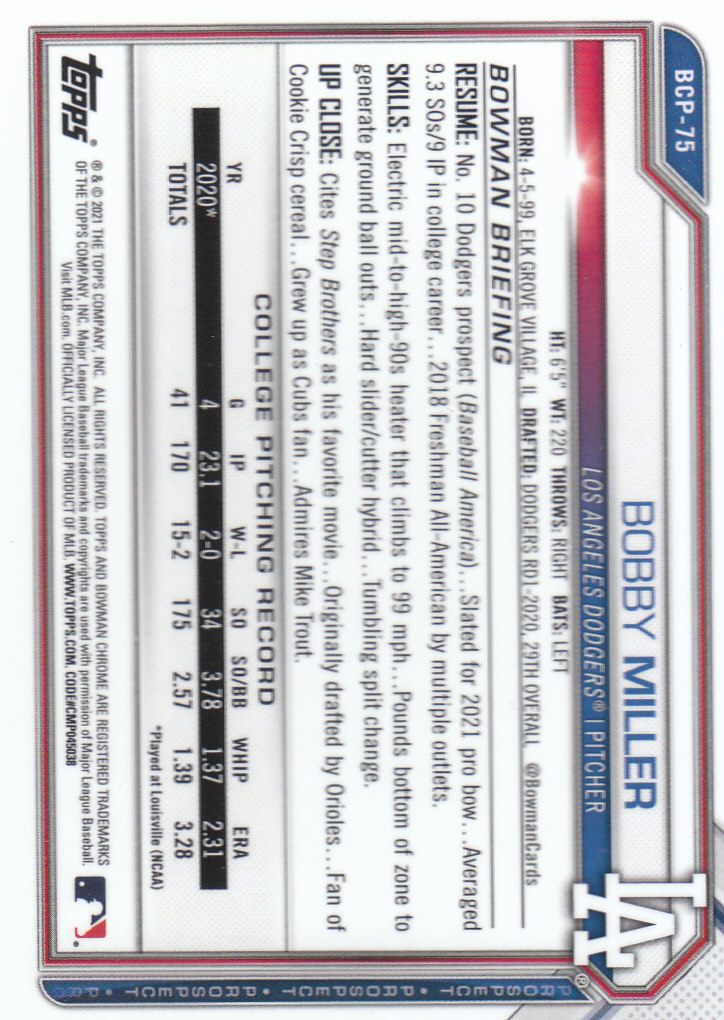 BCP-75
BOBBY MILLER
LOS ANGELES DODGERS® | PITCHER
LA ®
HT: 6'5" WT: 220 THROWS: RIGHT BATS: LEFT
BORN: 4-5-99, ELK GROVE VILLAGE, IL DRAFTED: DODGERS RD1-2020, 29TH OVERALL @BowmanCards
BOWMAN BRIEFING
RESUME: No. 10 Dodgers prospect (Baseball America)...Slated for 2021 pro bow...Averaged
9.3 SOs/9 IP in college career...2018 Freshman All-American by multiple outlets.
SKILLS: Electric mid-to-high-90s heater that climbs to 99 mph...Pounds bottom of zone to
generate ground ball outs...Hard slider/cutter hybrid...Tumbling split change.
UP CLOSE: Cites Step Brothers as his favorite movie...Originally drafted by Orioles...Fan of
Cookie Crisp cereal...Grew up as Cubs fan...Admires Mike Trout.
COLLEGE PITCHING RECORD
YR G IP W-L SO SO/BB WHIP ERA
2020* 4 23.1 2-0 34 3.78 1.37 2.31
TOTALS 41 170 15-2 175 2.57 1.39 3.28
*Played at Louisville (NCAA)
topps®
® & © 2021 THE TOPPS COMPANY, INC. ALL RIGHTS RESERVED. TOPPS AND BOWMAN CHROME ARE REGISTERED TRADEMARKS
OF THE TOPPS COMPANY, INC. Major League Baseball trademarks and copyrights are used with permission of Major League Baseball.
Visit MLB.com. OFFICIALLY LICENSED PRODUCT OF MLB. WWW.TOPPS.COM. CODE#CMP045038
®
PROSPECT • PROSPECT • PROSPECT • PR